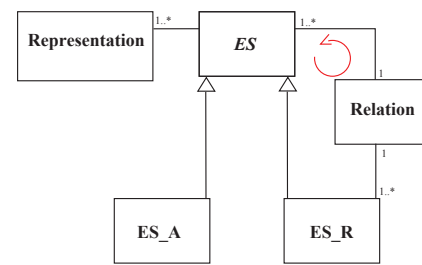 1..*
1..*
Representation
ES
1
Relation
1
1..*
ES_A
ES_R